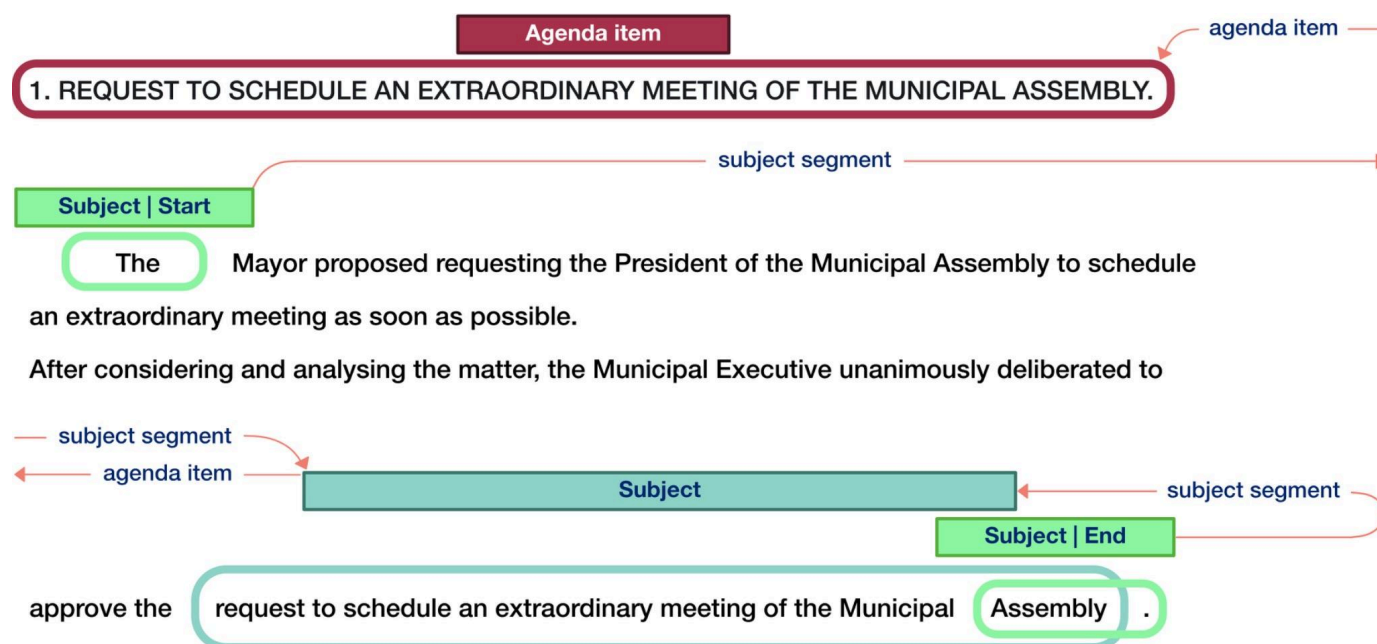 Agenda item
agenda item
1. REQUEST TO SCHEDULE AN EXTRAORDINARY MEETING OF THE MUNICIPAL ASSEMBLY.
subject segment
Subject | Start
The Mayor proposed requesting the President of the Municipal Assembly to schedule
an extraordinary meeting as soon as possible.
After considering and analysing the matter, the Municipal Executive unanimously deliberated to
subject segment
agenda item
Subject
subject segment
Subject | End
approve the request to schedule an extraordinary meeting of the Municipal Assembly .